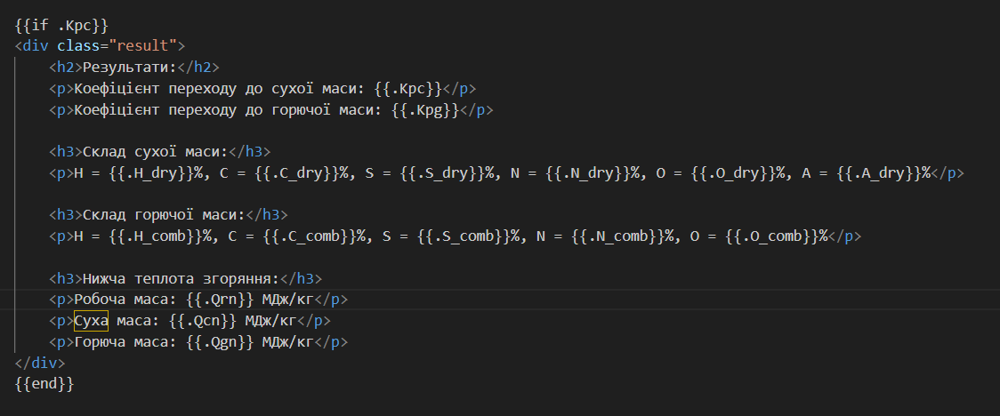 {{if .Kpc}}
<div class="result">
    <h2>Результати:</h2>
    <p>Коефіцієнт переходу до сухої маси: {{.Kpc}}</p>
    <p>Коефіцієнт переходу до горючої маси: {{.Kpg}}</p>

    <h3>Склад сухої маси:</h3>
    <p>H = {{.H_dry}}%, C = {{.C_dry}}%, S = {{.S_dry}}%, N = {{.N_dry}}%, O = {{.O_dry}}%, A = {{.A_dry}}%</p>

    <h3>Склад горючої маси:</h3>
    <p>H = {{.H_comb}}%, C = {{.C_comb}}%, S = {{.S_comb}}%, N = {{.N_comb}}%, O = {{.O_comb}}%</p>

    <h3>Нижча теплота згоряння:</h3>
    <p>Робоча маса: {{.Qrn}} МДж/кг</p>
    <p>Суха маса: {{.Qcn}} МДж/кг</p>
    <p>Горюча маса: {{.Qgn}} МДж/кг</p>
</div>
{{end}}